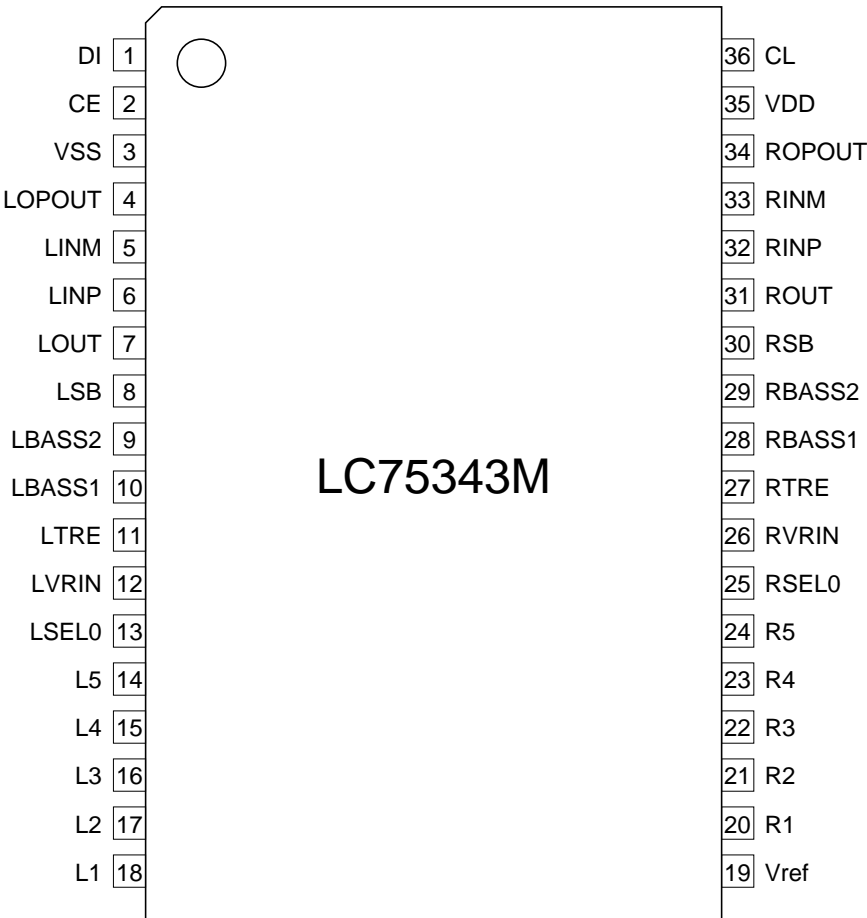 DI 1 36 CL
CE 2 35 VDD
VSS 3 34 ROPOUT
LOPOUT 4 33 RINM
LINM 5 32 RINP
LINP 6 31 ROUT
LOUT 7 30 RSB
LSB 8 29 RBASS2
LBASS2 9 28 RBASS1
LBASS1 10 LC75343M 27 RTRE
LTRE 11 26 RVRIN
LVRIN 12 25 RSEL0
LSEL0 13 24 R5
L5 14 23 R4
L4 15 22 R3
L3 16 21 R2
L2 17 20 R1
L1 18 19 Vref